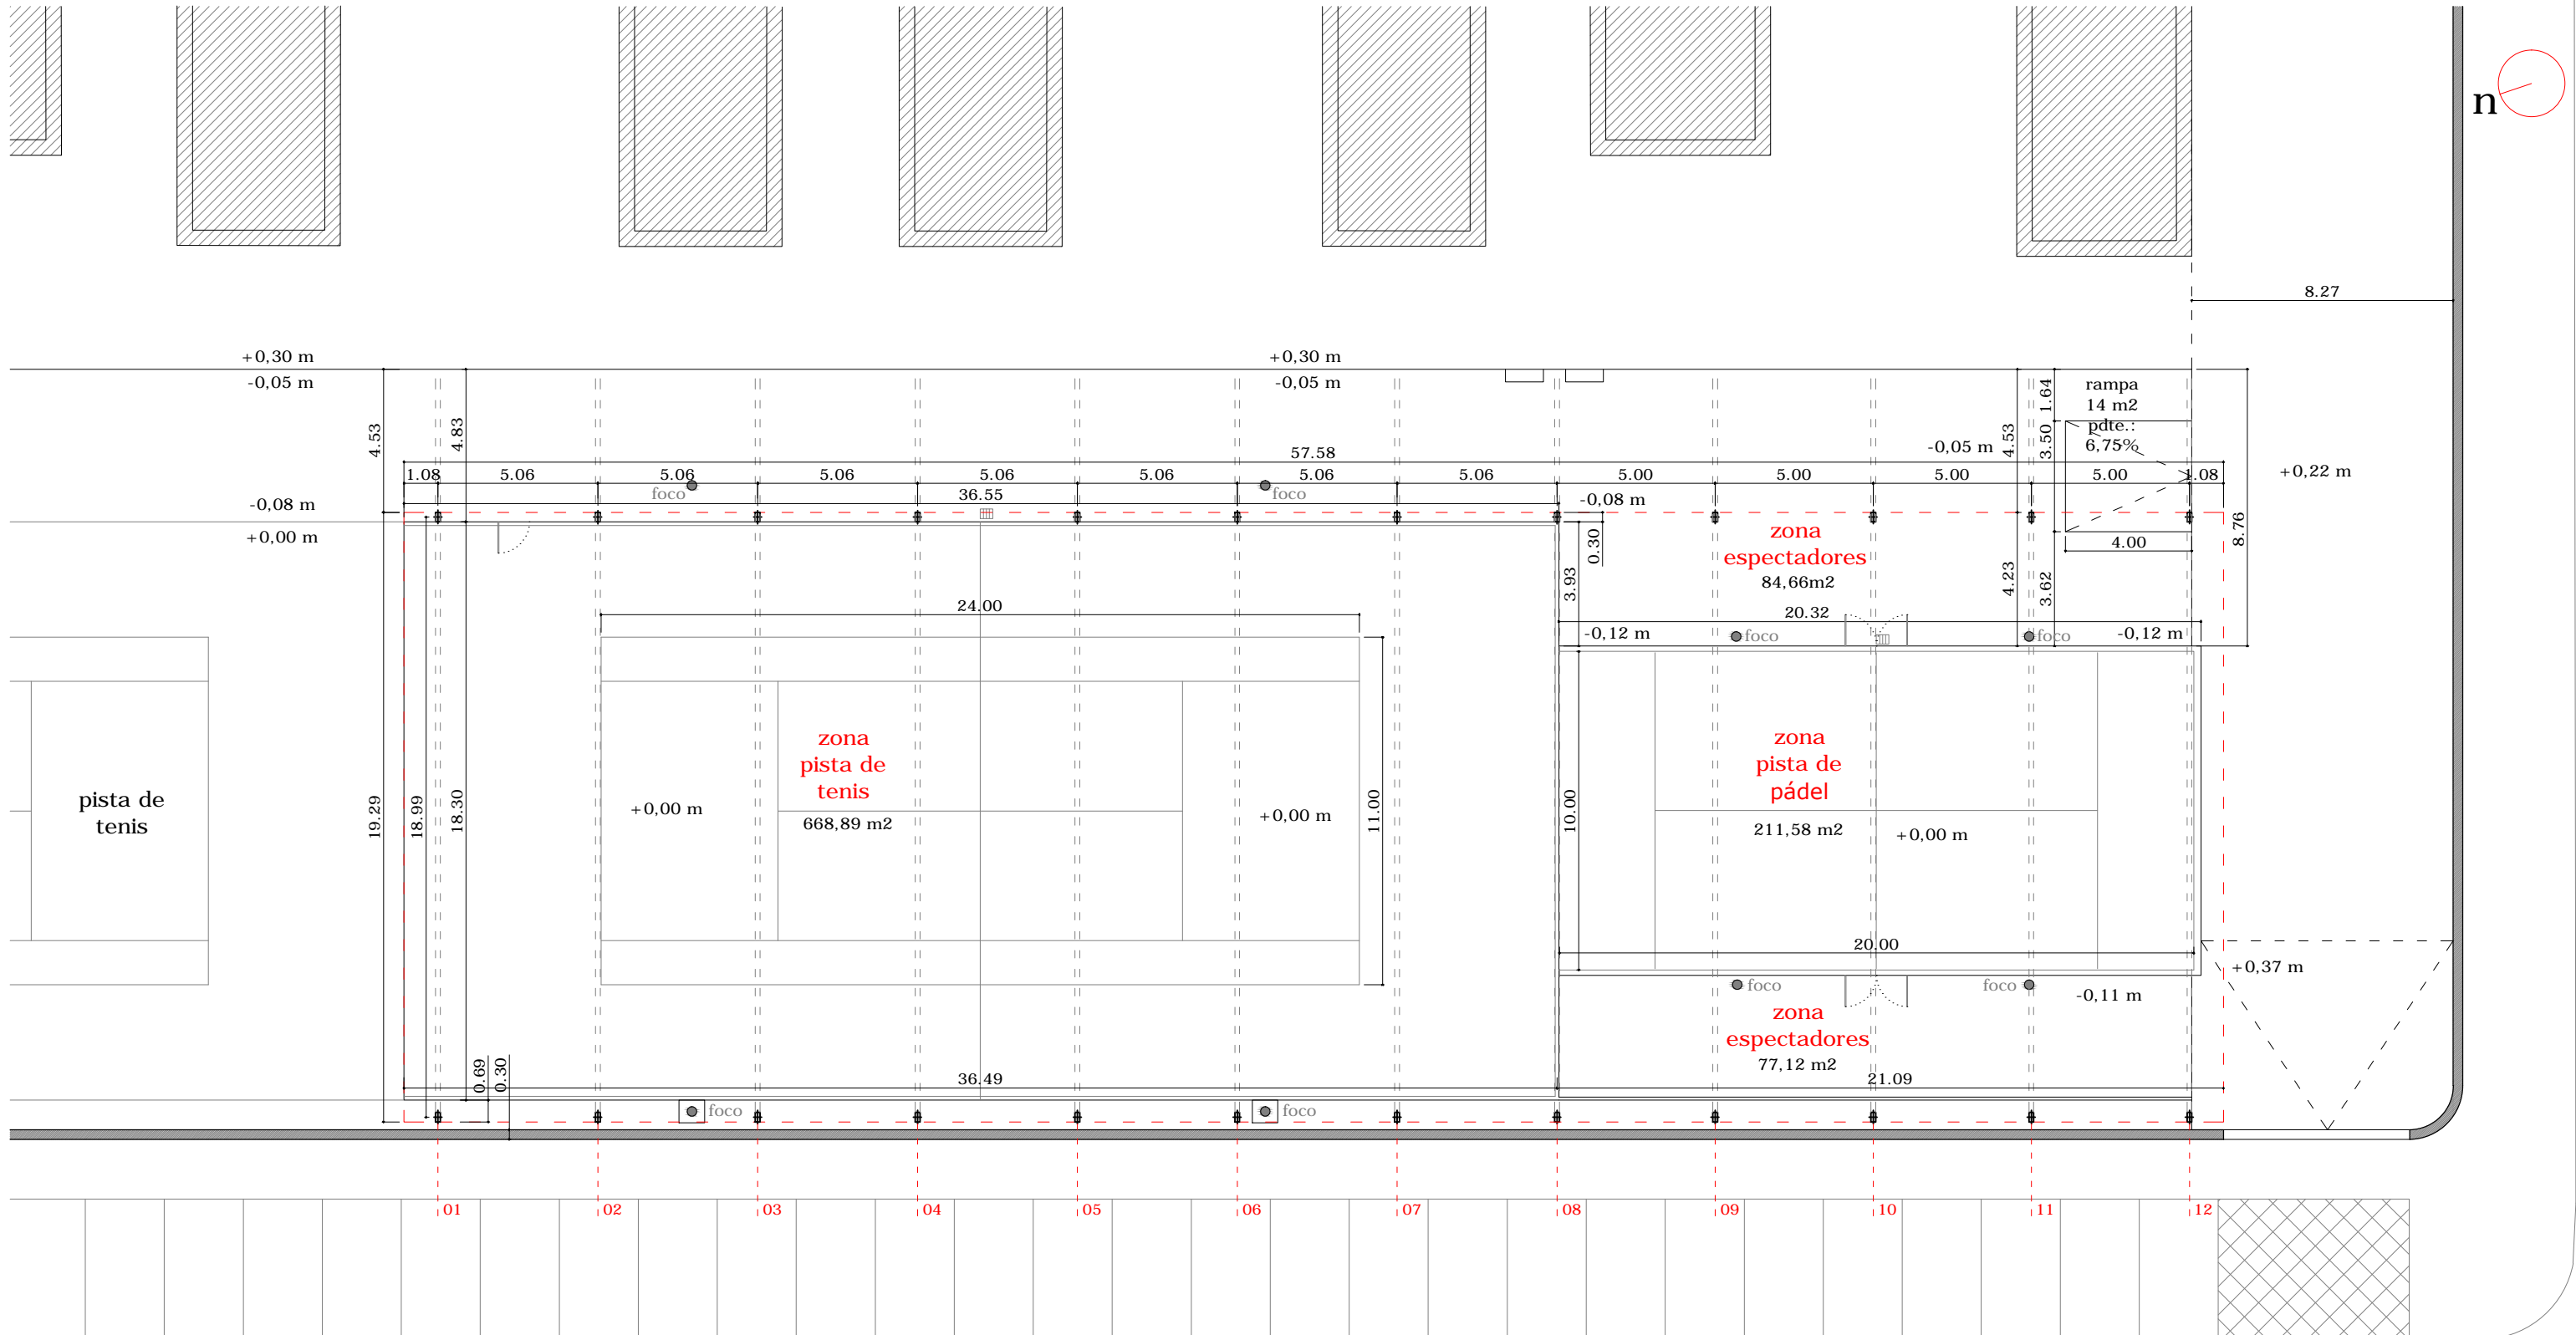 n
8.27
+0,30 m
-0,05 m
+0,30 m
-0,05 m
4.53
4.83
57.58
1.08
5.06
5.06
5.06
5.06
5.06
5.06
5.06
5.00
5.00
5.00
5.00
1.08
foco
foco
36.55
-0,08 m
+0,00 m
-0,08 m
-0,05 m
4.53
1.64
3.50
rampa
14 m2
pdte.:
6,75%
+0,22 m
8.76
4.00
0.30
3.93
zona
espectadores
84,66m2
4.23
3.62
20.32
-0,12 m
foco
foco
-0,12 m
24.00
zona
pista de
tenis
668,89 m2
+0,00 m
+0,00 m
11.00
10.00
zona
pista de
pádel
211,58 m2
+0,00 m
pista de
tenis
19.29
18.99
18.30
20.00
+0,37 m
foco
foco
-0,11 m
zona
espectadores
77,12 m2
0.69
0.30
36.49
21.09
foco
foco
01
02
03
04
05
06
07
08
09
10
11
12